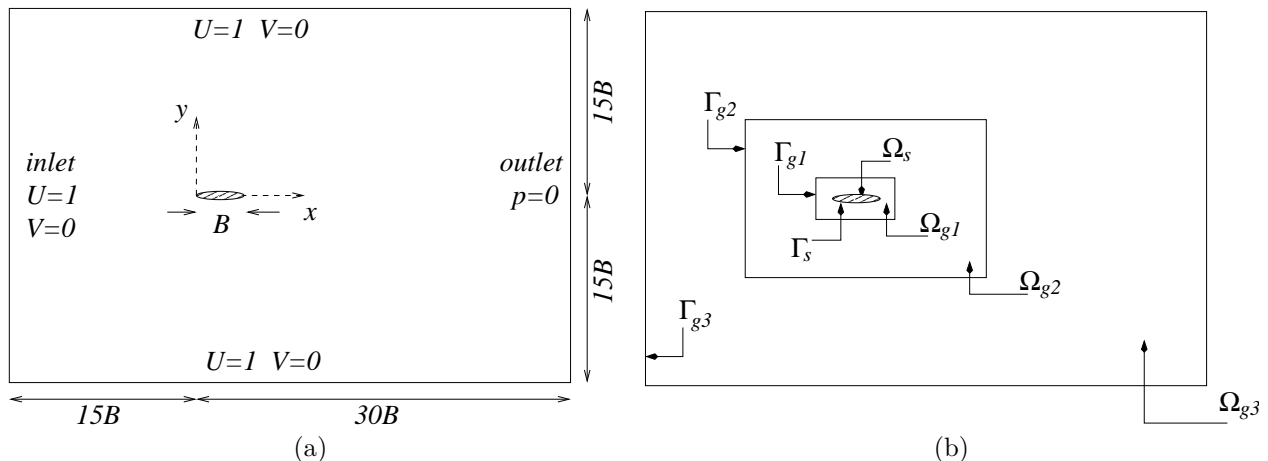 U=1 V=0
y
inlet
U=1
V=0
outlet
p=0
x
B
15B
15B
U=1 V=0
15B
30B
(a)
Γg2
Γg1
Ωs
Γs
Ωg1
Ωg2
Γg3
Ωg3
(b)